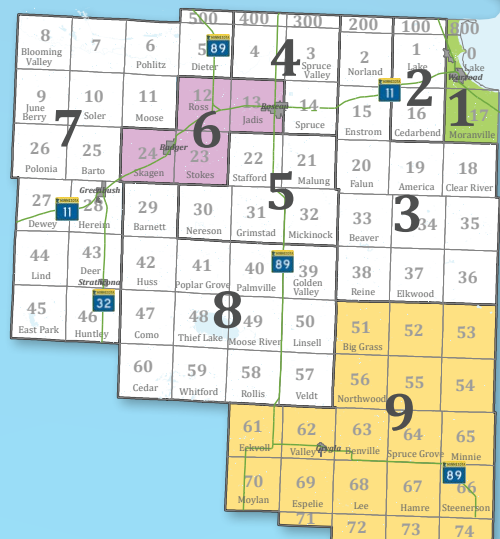 500 400 300 200 100 800
8 Blooming Valley
7
6 Pohlitz
5 Dieter
89
4
3 Spruce Valley
4
2 Norland
1 Lake
0 Lake
Warroad
9 June Berry
10 Soler
11 Moose
12 Ross
13 Jadis
Roseau
14 Spruce
15 Enstrom
11
2
16 Cedarbend
1
17 Moranville
7
6
26 Polonia
25 Barto
24 Skagen
Badger
23 Stokes
22 Stafford
21 Malung
20 Falun
19 America
18 Clear River
27 Dewey
11
28 Hereim
Greenbush
29 Barnett
30 Nereson
31 Grimstad
5
32 Mickinock
33 Beaver
3
34
35
44 Lind
43 Deer
Strathcona
42 Huss
41 Poplar Grove
40 Palmville
89
39 Golden Valley
38 Reine
37 Elkwood
36
45 East Park
46 Huntley
32
47 Como
48 Thief Lake
8
49 Moose River
50 Linsell
51 Big Grass
52
53
60 Cedar
59 Whitford
58 Rollis
57 Veldt
56 Northwood
55
54
9
61
62 Valley
63 Benville
64 Spruce Grove
65 Minnie
Grygla
70 Moylan
69 Espelie
68 Lee
67 Hamre
89
66 Steenerson
71
72
73
74